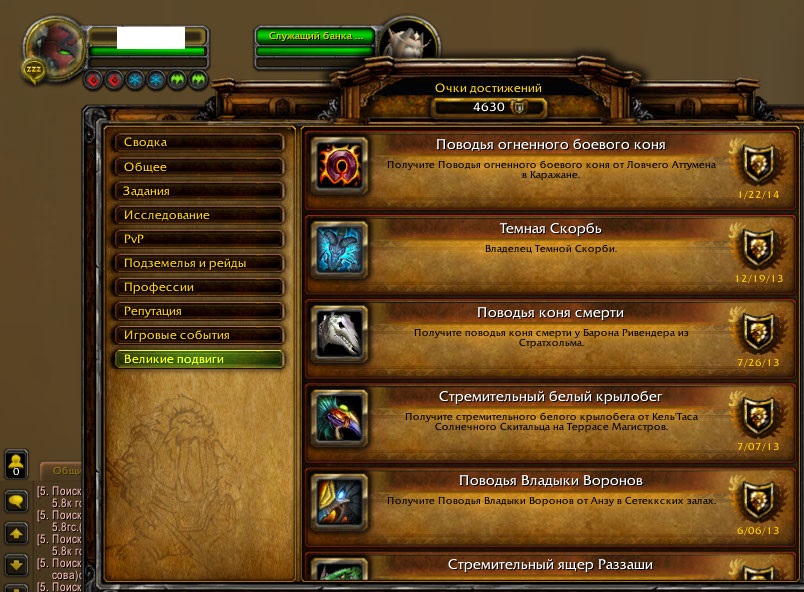 Служащий банка ...
zzz
Очки достижений
4630
Сводка
Общее
Задания
Исследование
PvP
Подземелья и рейды
Профессии
Репутация
Игровые события
Великие подвиги
Поводья огненного боевого коня
Получите Поводья огненного боевого коня от Ловчего Аттумена
в Каражане.
1/22/14
Темная Скорбь
Владелец Темной Скорби.
12/19/13
Поводья коня смерти
Получите поводья коня смерти у Барона Ривендера из
Стратхольма.
7/26/13
Стремительный белый крылобег
Получите стремительного белого крылобега от Кель'Таса
Солнечного Скитальца на Террасе Магистров.
7/07/13
Поводья Владыки Воронов
Получите Поводья Владыки Воронов от Анзу в Сетеккских залах.
6/06/13
Стремительный ящер Раззаши
0
Общи
[5. Поиск
5.8к го
[5. Поиск
5.8гс.(
[5. Поиск
5.8к го
[5. Поиск
сова)с
[5. Поиск